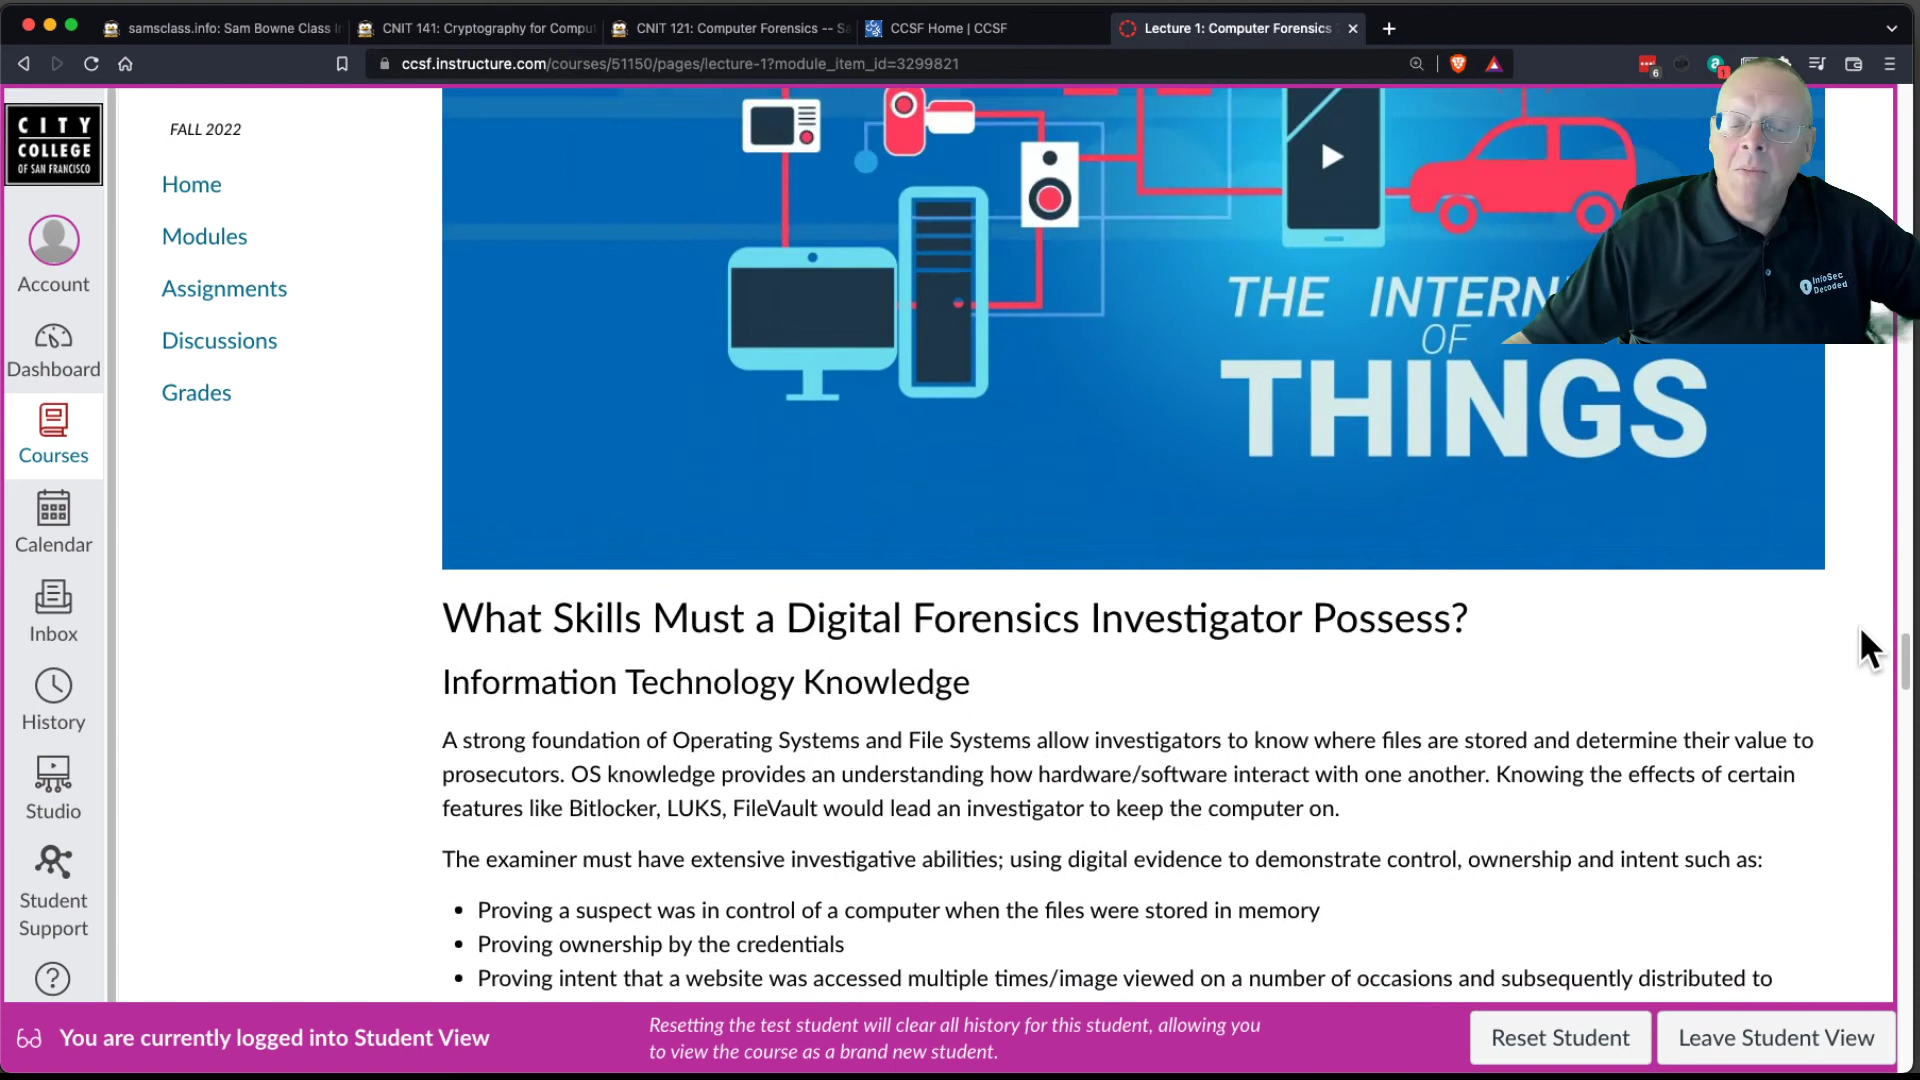 samsclass.info: Sam Bowne Class
CNIT 141: Cryptography for Compu
CNIT 121: Computer Forensics -- S
CCSF Home | CCSF
Lecture 1: Computer Forensics
ccsf.instructure.com/courses/51150/pages/lecture-1?module_item_id=3299821
6
1
CITY
COLLEGE
OF SAN FRANCISCO
Account
Dashboard
Courses
Calendar
Inbox
History
Studio
Student
Support
FALL 2022
Home
Modules
Assignments
Discussions
Grades
THE INTERN
OF
THINGS
InfoSec
Decoded
What Skills Must a Digital Forensics Investigator Possess?
Information Technology Knowledge
A strong foundation of Operating Systems and File Systems allow investigators to know where files are stored and determine their value to
prosecutors. OS knowledge provides an understanding how hardware/software interact with one another. Knowing the effects of certain
features like Bitlocker, LUKS, FileVault would lead an investigator to keep the computer on.
The examiner must have extensive investigative abilities; using digital evidence to demonstrate control, ownership and intent such as:
• Proving a suspect was in control of a computer when the files were stored in memory
• Proving ownership by the credentials
• Proving intent that a website was accessed multiple times/image viewed on a number of occasions and subsequently distributed to
You are currently logged into Student View
Resetting the test student will clear all history for this student, allowing you
to view the course as a brand new student.
Reset Student
Leave Student View